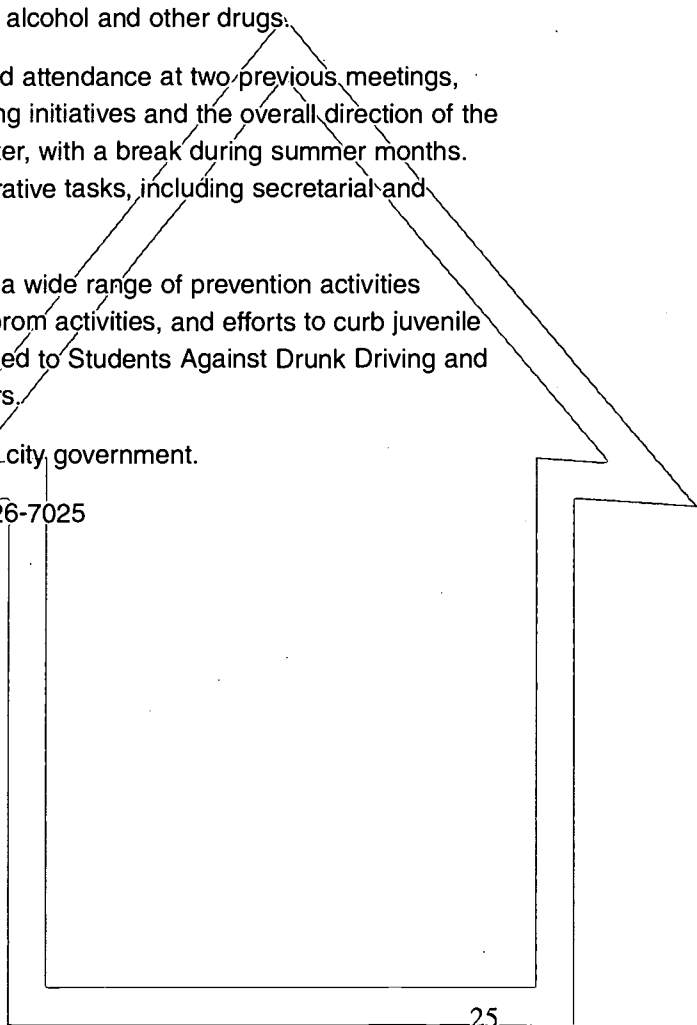 alcohol and other drugs.
d attendance at two previous meetings,
ng initiatives and the overall direction of the
ter, with a break during summer months.
rative tasks, including secretarial and
a wide range of prevention activities
prom activities, and efforts to curb juvenile
ed to Students Against Drunk Driving and
rs.
city government.
26-7025
25